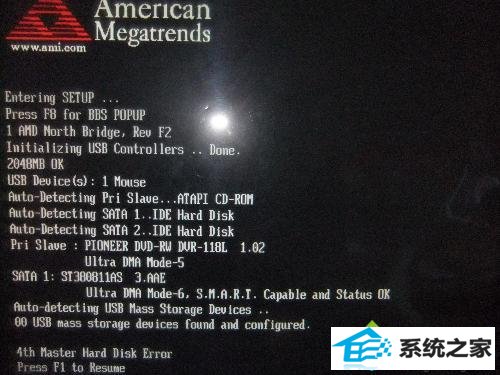 American
Megatrends
www.ami.com
Entering SETUP ...
Press F8 for BBS POPUP
1 AMD North Bridge, Rev F2
Initializing USB Controllers .. Done.
2048MB OK
USB Device(s): 1 Mouse
Auto-Detecting Pri Slave...ATAPI CD-ROM
Auto-Detecting SATA 1..IDE Hard Disk
Auto-Detecting SATA 2..IDE Hard Disk
Pri Slave : PIONEER DVD-RW DVR-118L 1.02
Ultra DMA Mode-5
SATA 1: ST380811AS 3.AAE
Ultra DMA Mode-6, S.M.A.R.T. Capable and Status OK
Auto-detecting USB Mass Storage Devices ..
00 USB mass storage devices found and configured.
4th Master Hard Disk Error
Press F1 to Resume
系统之家